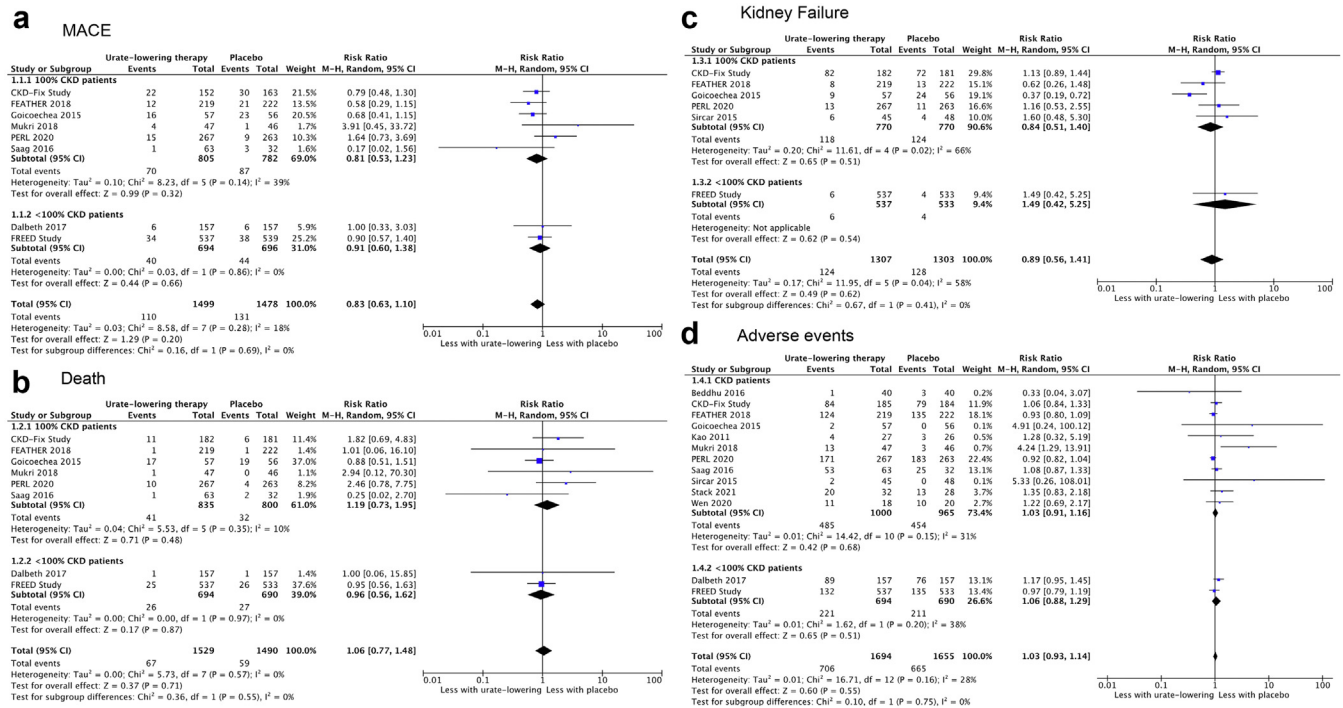 a
MACE
Urate-lowering therapy Placebo Risk Ratio Risk Ratio
Study or Subgroup Events Total Events Total Weight M-H, Random, 95% CI M-H, Random, 95% CI
1.1.1 100% CKD patients
CKD-Fix Study 22 152 30 163 21.5% 0.79 [0.48, 1.30]
FEATHER 2018 12 219 21 222 13.5% 0.58 [0.29, 1.15]
Goicoechea 2015 16 57 23 56 20.5% 0.68 [0.41, 1.15]
Mukri 2018 4 47 1 46 1.7% 3.91 [0.45, 33.72]
PERL 2020 15 267 9 263 10.3% 1.64 [0.73, 3.69]
Saag 2016 1 63 3 32 1.6% 0.17 [0.02, 1.56]
Subtotal (95% CI) 805 782 69.0% 0.81 [0.53, 1.23]
Total events 70 87
Heterogeneity: Tau² = 0.10; Chi² = 8.23, df = 5 (P = 0.14); I² = 39%
Test for overall effect: Z = 0.99 (P = 0.32)
1.1.2 <100% CKD patients
Dalbeth 2017 6 157 6 157 5.9% 1.00 [0.33, 3.03]
FREED Study 34 537 38 539 25.2% 0.90 [0.57, 1.40]
Subtotal (95% CI) 694 696 31.0% 0.91 [0.60, 1.38]
Total events 40 44
Heterogeneity: Tau² = 0.00; Chi² = 0.03, df = 1 (P = 0.86); I² = 0%
Test for overall effect: Z = 0.44 (P = 0.66)
Total (95% CI) 1499 1478 100.0% 0.83 [0.63, 1.10]
Total events 110 131
Heterogeneity: Tau² = 0.03; Chi² = 8.58, df = 7 (P = 0.28); I² = 18%
Test for overall effect: Z = 1.29 (P = 0.20)
Test for subgroup differences: Chi² = 0.16, df = 1 (P = 0.69), I² = 0%
0.01 0.1 1 10 100
Less with urate-lowering Less with placebo
b
Death
Urate-lowering therapy Placebo Risk Ratio Risk Ratio
Study or Subgroup Events Total Events Total Weight M-H, Random, 95% CI M-H, Random, 95% CI
1.2.1 100% CKD patients
CKD-Fix Study 11 182 6 181 11.4% 1.82 [0.69, 4.83]
FEATHER 2018 1 219 1 222 1.4% 1.01 [0.06, 16.10]
Goicoechea 2015 17 57 19 56 37.0% 0.88 [0.51, 1.51]
Mukri 2018 1 47 0 46 1.1% 2.94 [0.12, 70.30]
PERL 2020 10 267 4 263 8.2% 2.46 [0.78, 7.75]
Saag 2016 1 63 2 32 1.9% 0.25 [0.02, 2.70]
Subtotal (95% CI) 835 800 61.0% 1.19 [0.73, 1.95]
Total events 41 32
Heterogeneity: Tau² = 0.04; Chi² = 5.53, df = 5 (P = 0.35); I² = 10%
Test for overall effect: Z = 0.71 (P = 0.48)
1.2.2 <100% CKD patients
Dalbeth 2017 1 157 1 157 1.4% 1.00 [0.06, 15.85]
FREED Study 25 537 26 533 37.6% 0.95 [0.56, 1.63]
Subtotal (95% CI) 694 690 39.0% 0.96 [0.56, 1.62]
Total events 26 27
Heterogeneity: Tau² = 0.00; Chi² = 0.00, df = 1 (P = 0.97); I² = 0%
Test for overall effect: Z = 0.17 (P = 0.87)
Total (95% CI) 1529 1490 100.0% 1.06 [0.77, 1.48]
Total events 67 59
Heterogeneity: Tau² = 0.00; Chi² = 5.73, df = 7 (P = 0.57); I² = 0%
Test for overall effect: Z = 0.37 (P = 0.71)
Test for subgroup differences: Chi² = 0.36, df = 1 (P = 0.55), I² = 0%
0.01 0.1 1 10 100
Less with urate-lowering Less with placebo
c
Kidney Failure
Urate-lowering therapy Placebo Risk Ratio Risk Ratio
Study or Subgroup Events Total Events Total Weight M-H, Random, 95% CI M-H, Random, 95% CI
1.3.1 100% CKD patients
CKD-Fix Study 82 182 72 181 29.8% 1.13 [0.89, 1.44]
FEATHER 2018 8 219 13 222 14.6% 0.62 [0.26, 1.48]
Goicoechea 2015 9 57 24 56 19.6% 0.37 [0.19, 0.72]
PERL 2020 13 267 11 263 16.6% 1.16 [0.53, 2.55]
Sircar 2015 6 45 4 48 10.0% 1.60 [0.48, 5.30]
Subtotal (95% CI) 770 770 90.6% 0.84 [0.51, 1.40]
Total events 118 124
Heterogeneity: Tau² = 0.20; Chi² = 11.61, df = 4 (P = 0.02); I² = 66%
Test for overall effect: Z = 0.65 (P = 0.51)
1.3.2 <100% CKD patients
FREED Study 6 537 4 533 9.4% 1.49 [0.42, 5.25]
Subtotal (95% CI) 537 533 9.4% 1.49 [0.42, 5.25]
Total events 6 4
Heterogeneity: Not applicable
Test for overall effect: Z = 0.62 (P = 0.54)
Total (95% CI) 1307 1303 100.0% 0.89 [0.56, 1.41]
Total events 124 128
Heterogeneity: Tau² = 0.17; Chi² = 11.95, df = 5 (P = 0.04); I² = 58%
Test for overall effect: Z = 0.49 (P = 0.62)
Test for subgroup differences: Chi² = 0.67, df = 1 (P = 0.41), I² = 0%
0.01 0.1 1 10 100
Less with urate-lowering Less with placebo
d
Adverse events
Urate-lowering therapy Placebo Risk Ratio Risk Ratio
Study or Subgroup Events Total Events Total Weight M-H, Random, 95% CI M-H, Random, 95% CI
1.4.1 CKD patients
Beddhu 2016 1 40 3 40 0.2% 0.33 [0.04, 3.07]
CKD-Fix Study 84 185 79 184 11.9% 1.06 [0.84, 1.33]
FEATHER 2018 124 219 135 222 18.1% 0.93 [0.80, 1.09]
Goicoechea 2015 2 57 0 56 0.1% 4.91 [0.24, 100.12]
Kao 2011 4 27 3 26 0.5% 1.28 [0.32, 5.19]
Mukri 2018 13 47 3 46 0.7% 4.24 [1.29, 13.91]
PERL 2020 171 267 183 263 22.4% 0.92 [0.82, 1.04]
Saag 2016 53 63 25 32 13.0% 1.08 [0.87, 1.33]
Sircar 2015 2 45 0 48 0.1% 5.33 [0.26, 108.01]
Stack 2021 20 32 13 28 3.7% 1.35 [0.83, 2.18]
Wen 2020 11 18 10 20 2.7% 1.22 [0.69, 2.17]
Subtotal (95% CI) 1000 965 73.4% 1.03 [0.91, 1.16]
Total events 485 454
Heterogeneity: Tau² = 0.01; Chi² = 14.42, df = 10 (P = 0.15); I² = 31%
Test for overall effect: Z = 0.42 (P = 0.68)
1.4.2 <100% CKD patients
Dalbeth 2017 89 157 76 157 13.1% 1.17 [0.95, 1.45]
FREED Study 132 537 135 533 13.4% 0.97 [0.79, 1.19]
Subtotal (95% CI) 694 690 26.6% 1.06 [0.88, 1.29]
Total events 221 211
Heterogeneity: Tau² = 0.01; Chi² = 1.62, df = 1 (P = 0.20); I² = 38%
Test for overall effect: Z = 0.65 (P = 0.51)
Total (95% CI) 1694 1655 100.0% 1.03 [0.93, 1.14]
Total events 706 665
Heterogeneity: Tau² = 0.01; Chi² = 16.71, df = 12 (P = 0.16); I² = 28%
Test for overall effect: Z = 0.60 (P = 0.55)
Test for subgroup differences: Chi² = 0.10, df = 1 (P = 0.75), I² = 0%
0.01 0.1 1 10 100
Less with urate-lowering Less with placebo